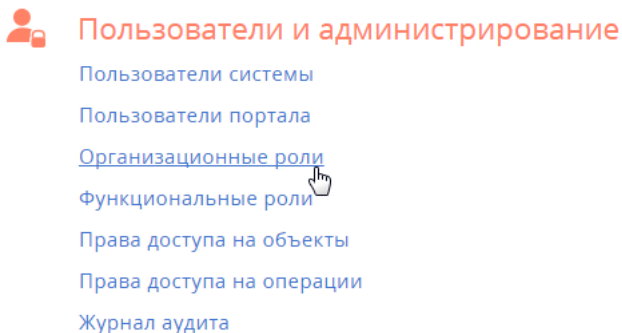 Пользователи и администрирование
Пользователи системы
Пользователи портала
Организационные роли
Функциональные роли
Права доступа на объекты
Права доступа на операции
Журнал аудита